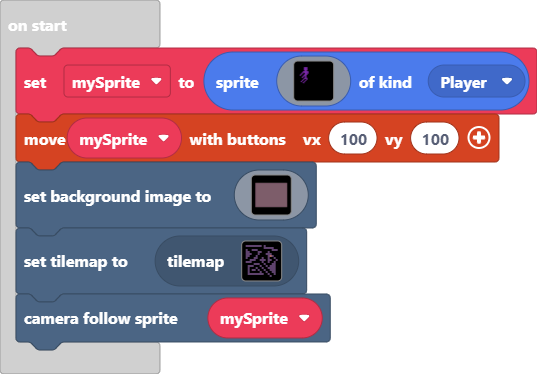 on start
set mySprite to sprite of kind Player
move mySprite with buttons vx 100 vy 100
set background image to
set tilemap to tilemap
camera follow sprite mySprite